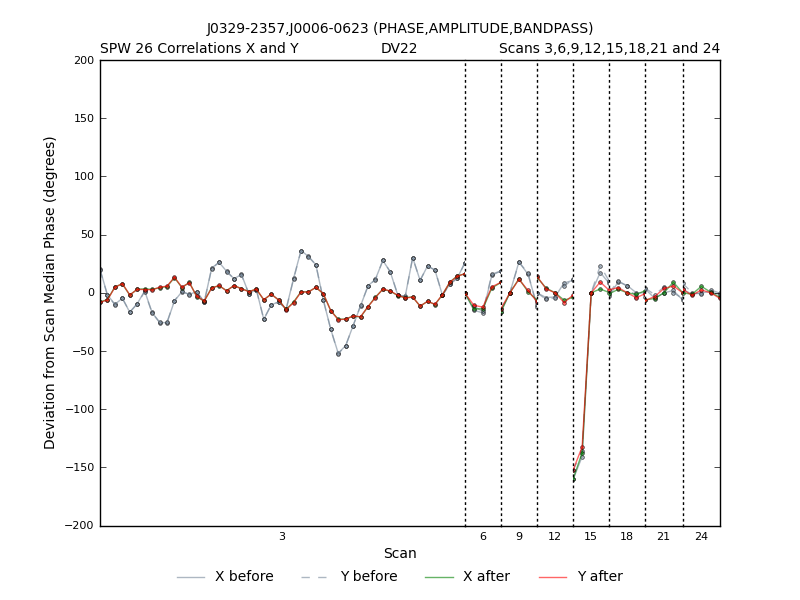 J0329-2357,J0006-0623 (PHASE,AMPLITUDE,BANDPASS)
SPW 26 Correlations X and Y DV22 Scans 3,6,9,12,15,18,21 and 24
200
150
100
50
0
−50
−100
−150
−200
Deviation from Scan Median Phase (degrees)
3 6 9 12 15 18 21 24
Scan
X before Y before X after Y after